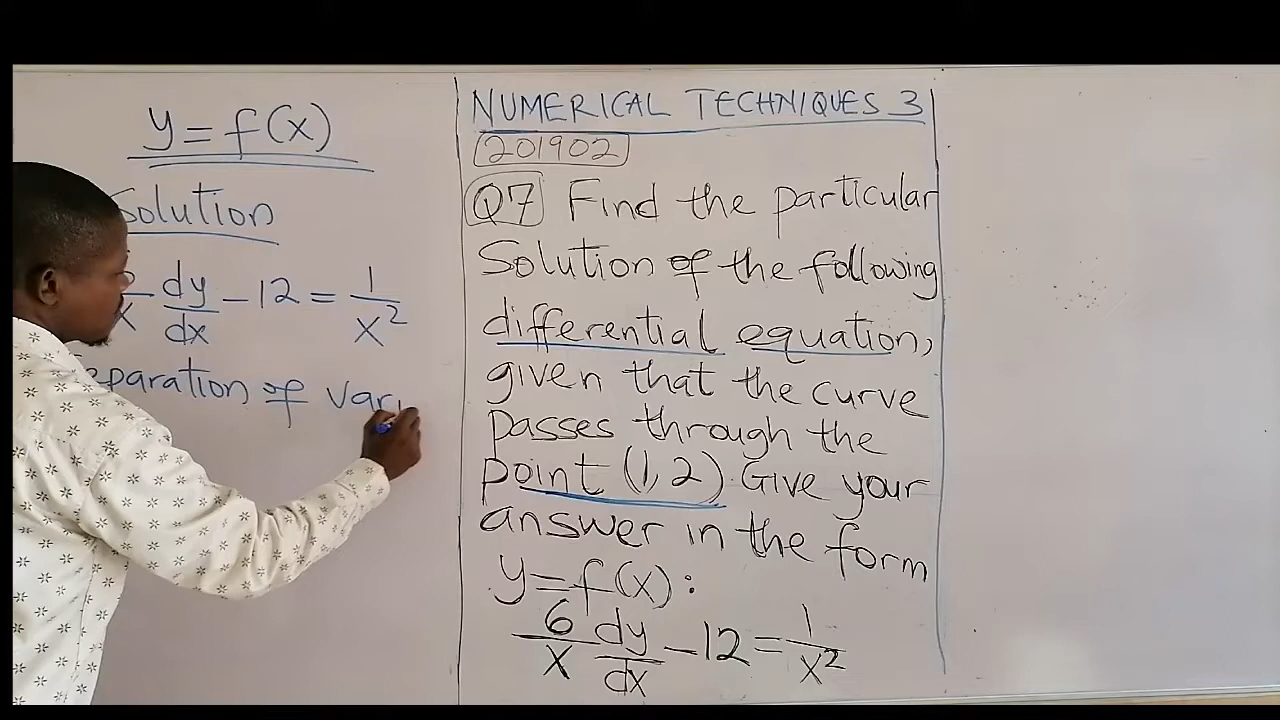 y=f(x)
Solution
dy/dx - 12 = 1/x²
eparation of var
NUMERICAL TECHNIQUES 3
201902
Q7 Find the particular
Solution of the following
differential equation,
given that the curve
passes through the
point (1,2). Give your
answer in the form
y=f(x):
6/x dy/dx - 12 = 1/x²